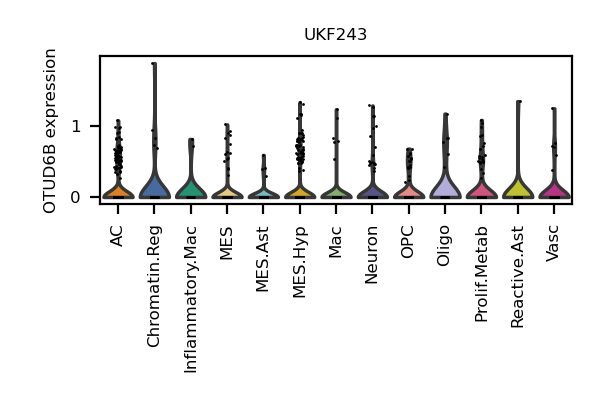 UKF243
OTUD6B expression
1
0
AC
Chromatin.Reg
Inflammatory.Mac
MES
MES.Ast
MES.Hyp
Mac
Neuron
OPC
Oligo
Prolif.Metab
Reactive.Ast
Vasc